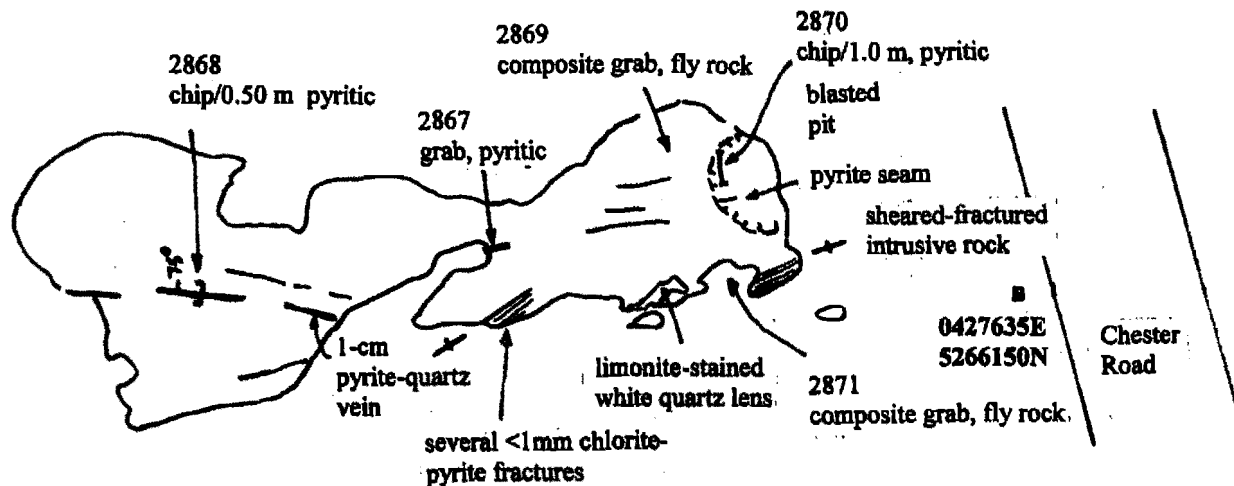 2868
chip/0.50 m pyritic
2867
grab, pyritic
2869
composite grab, fly rock
2870
chip/1.0 m, pyritic
blasted
pit
pyrite seam
sheared-fractured
intrusive rock
75°
1-cm
pyrite-quartz
vein
several <1mm chlorite-
pyrite fractures
limonite-stained
white quartz lens
2871
composite grab, fly rock
0427635E
5266150N
Chester
Road